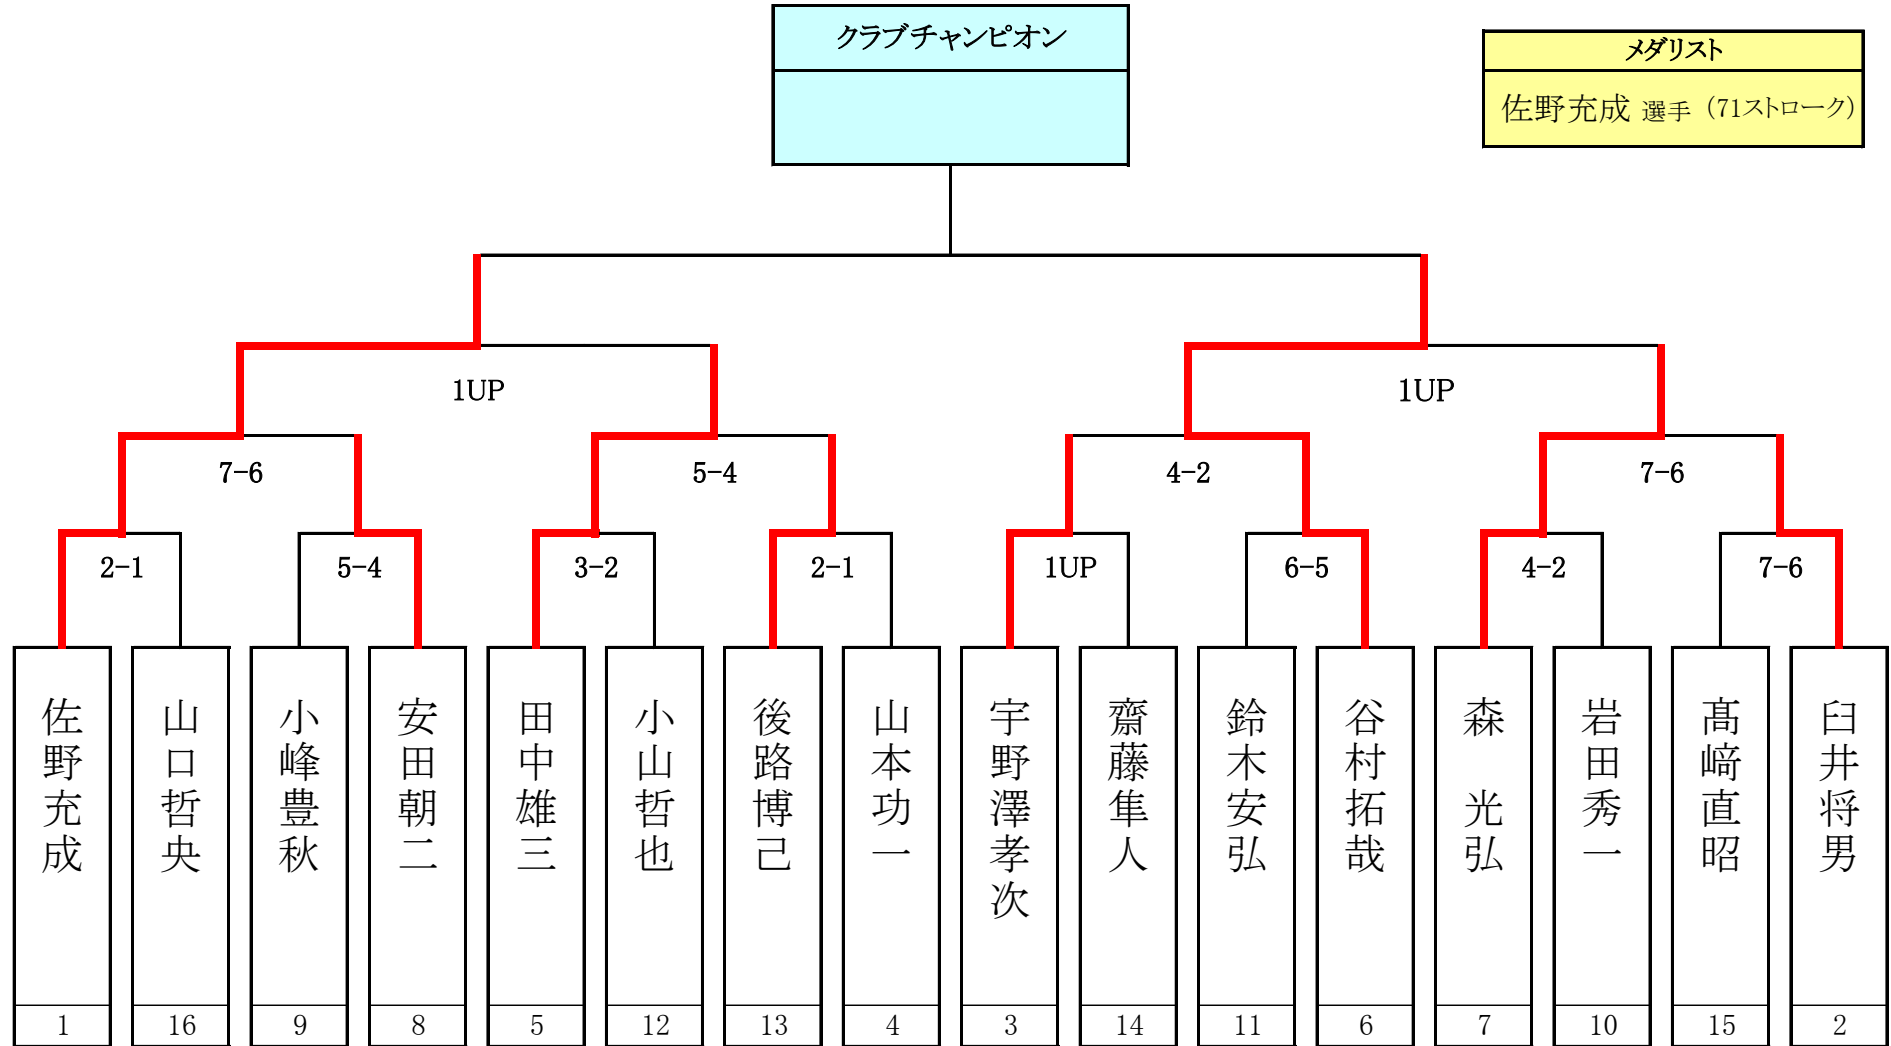 クラブチャンピオン
メダリスト
佐野充成 選手（71ストローク）
1UP
1UP
7-6
5-4
4-2
7-6
2-1
5-4
3-2
2-1
1UP
6-5
4-2
7-6
佐野充成
山口哲央
小峰豊秋
安田朝二
田中雄三
小山哲也
後路博己
山本功一
宇野澤孝次
齋藤隼人
鈴木安弘
谷村拓哉
森　光弘
岩田秀一
髙﨑直昭
臼井将男
1
16
9
8
5
12
13
4
3
14
11
6
7
10
15
2